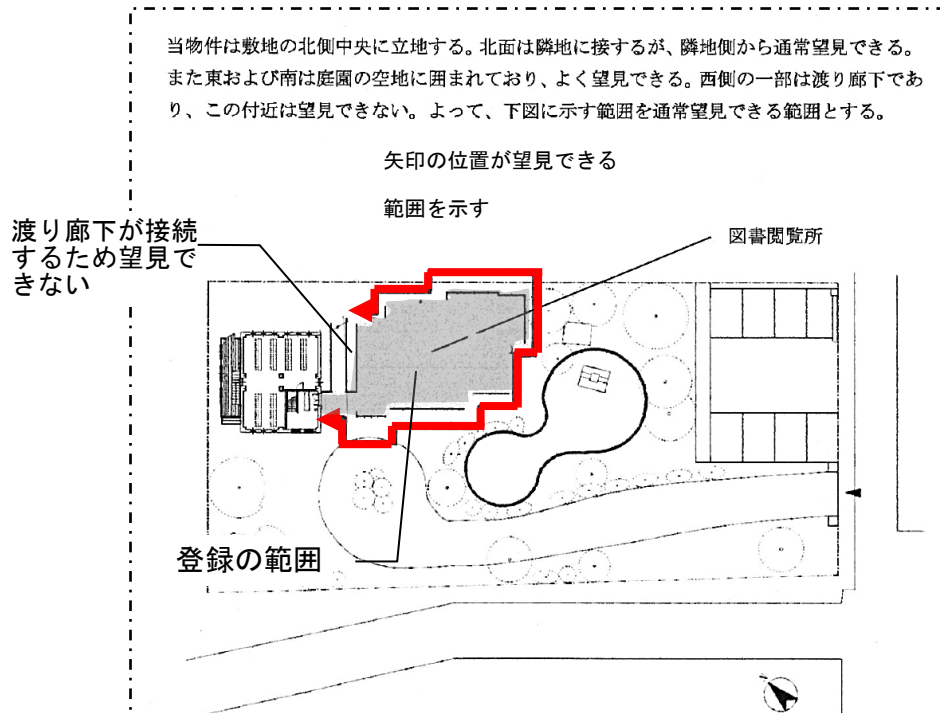 当物件は敷地の北側中央に立地する。北面は隣地に接するが、隣地側から通常望見できる。
また東および南は庭園の空地に囲まれており、よく望見できる。西側の一部は渡り廊下であ
り、この付近は望見できない。よって、下図に示す範囲を通常望見できる範囲とする。
矢印の位置が望見できる
範囲を示す
渡り廊下が接続
するため望見で
きない
図書閲覧所
登録の範囲